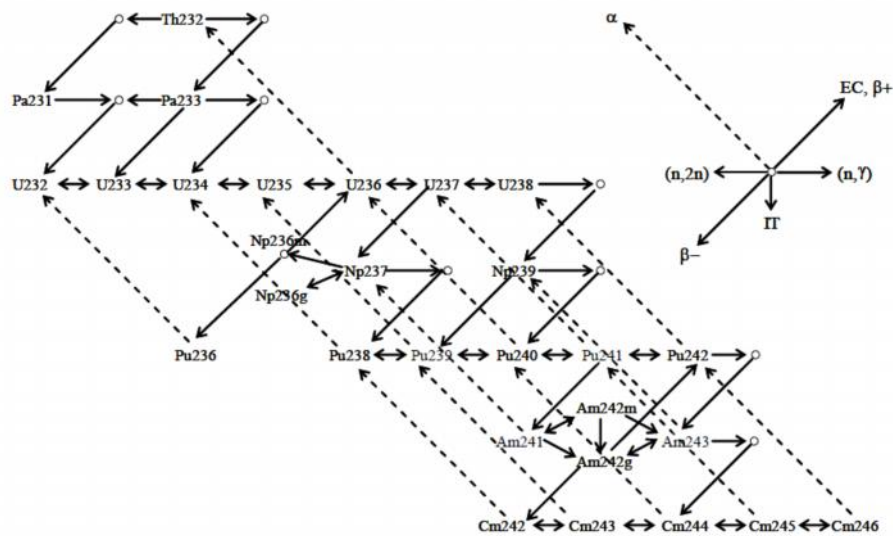 Th232
α
Pa231 Pa233
EC, β+
U232 U233 U234 U235 U236 U237 U238
(n,2n) (n,γ)
IT
Np236m
β−
Np237 Np239
Np236g
Pu236 Pu238 Pu239 Pu240 Pu241 Pu242
Am242m
Am241 Am243
Am242g
Cm242 Cm243 Cm244 Cm245 Cm246